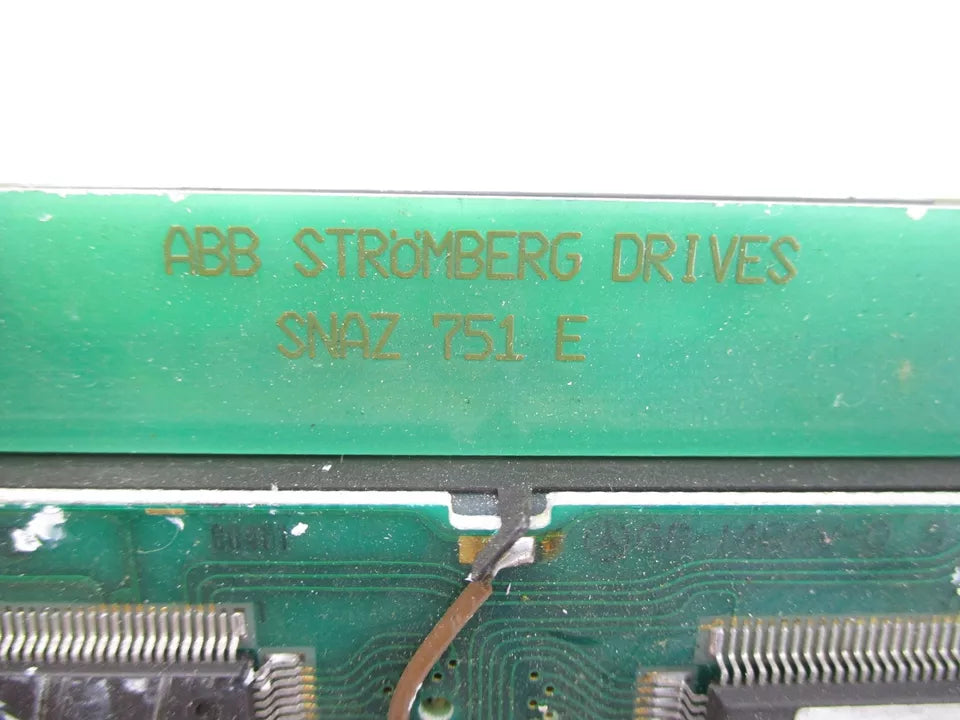 ABB STRöMBERG DRIVES
SNAZ 751 E